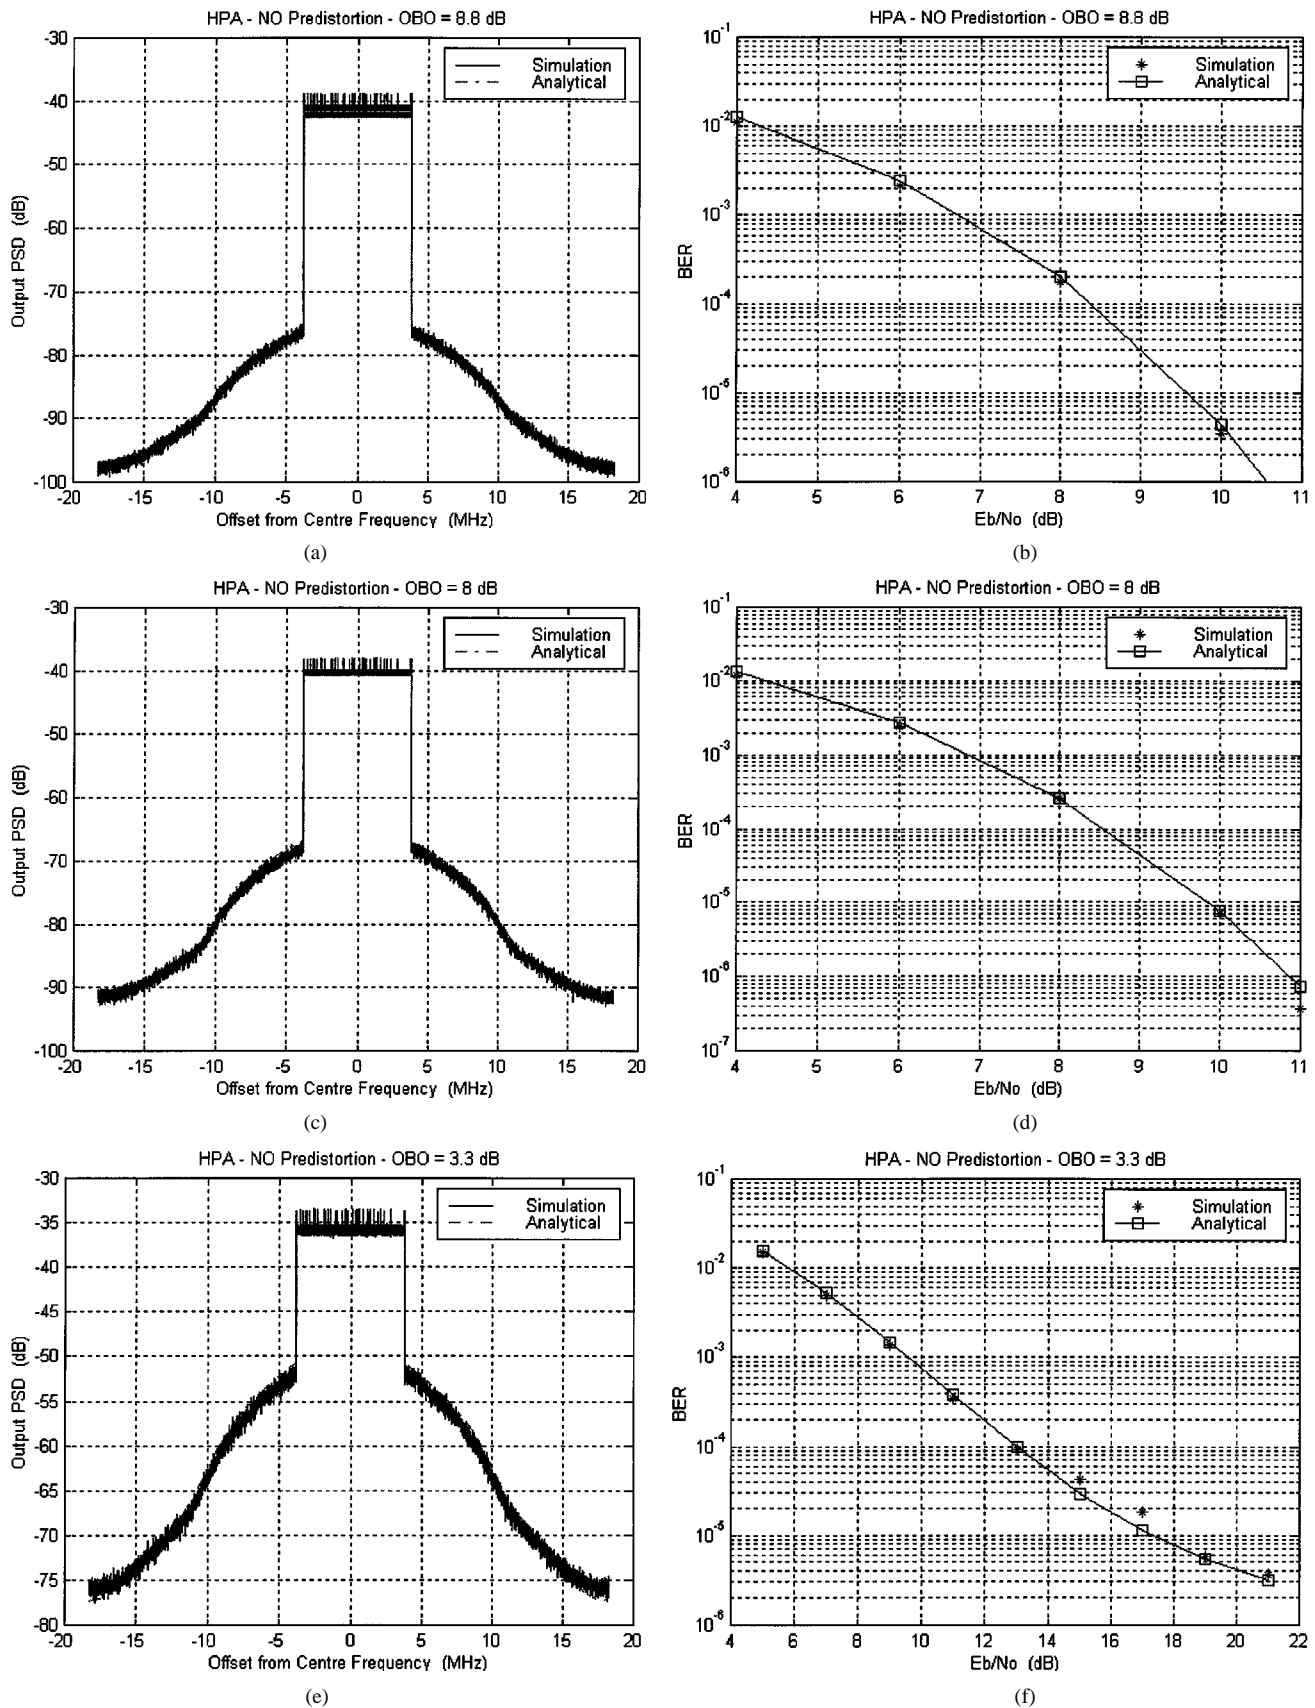 HPA - NO Predistortion - OBO = 8.8 dB
Simulation
Analytical
-30
-40
-50
-60
-70
-80
-90
-100
Output PSD (dB)
-20 -15 -10 -5 0 5 10 15 20
Offset from Centre Frequency (MHz)
(a)
HPA - NO Predistortion - OBO = 8.8 dB
Simulation
Analytical
10-1
10-2
10-3
10-4
10-5
10-6
BER
4 5 6 7 8 9 10 11
Eb/No (dB)
(b)
HPA - NO Predistortion - OBO = 8 dB
Simulation
Analytical
-30
-40
-50
-60
-70
-80
-90
-100
Output PSD (dB)
-20 -15 -10 -5 0 5 10 15 20
Offset from Centre Frequency (MHz)
(c)
HPA - NO Predistortion - OBO = 8 dB
Simulation
Analytical
10-1
10-2
10-3
10-4
10-5
10-6
10-7
BER
4 5 6 7 8 9 10 11
Eb/No (dB)
(d)
HPA - NO Predistortion - OBO = 3.3 dB
Simulation
Analytical
-30
-35
-40
-45
-50
-55
-60
-65
-70
-75
-80
Output PSD (dB)
-20 -15 -10 -5 0 5 10 15 20
Offset from Centre Frequency (MHz)
(e)
HPA - NO Predistortion - OBO = 3.3 dB
Simulation
Analytical
10-1
10-2
10-3
10-4
10-5
10-6
BER
4 6 8 10 12 14 16 18 20 22
Eb/No (dB)
(f)